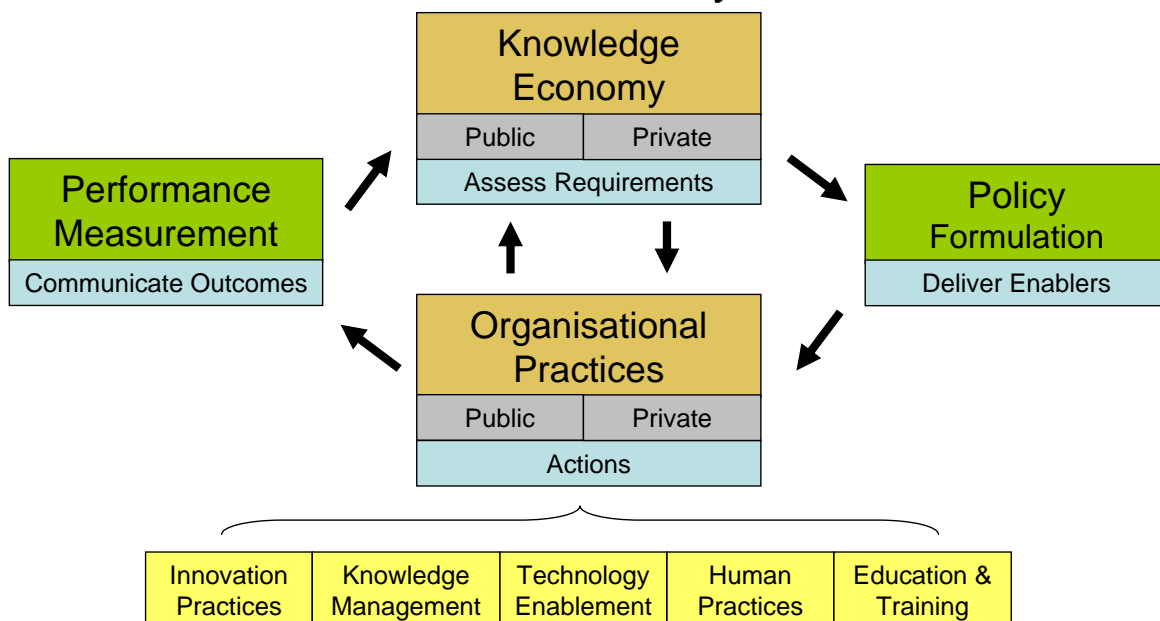 Knowledge
Economy
Public
Private
Assess Requirements
Performance
Measurement
Communicate Outcomes
Policy
Formulation
Deliver Enablers
Organisational
Practices
Public
Private
Actions
Innovation
Practices
Knowledge
Management
Technology
Enablement
Human
Practices
Education &
Training